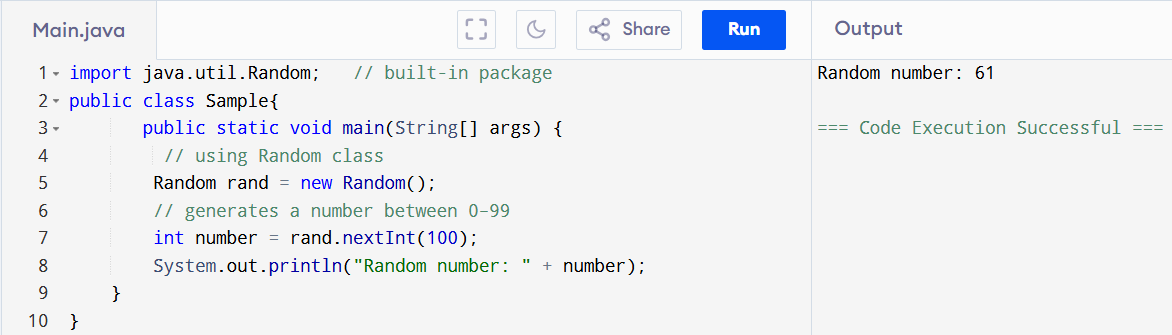 Main.java
Share
Run
Output
1 import java.util.Random;   // built-in package
2 public class Sample{
3        public static void main(String[] args) {
4          // using Random class
5         Random rand = new Random();
6         // generates a number between 0-99
7         int number = rand.nextInt(100);
8         System.out.println("Random number: " + number);
9     }
10 }
Random number: 61
=== Code Execution Successful ===